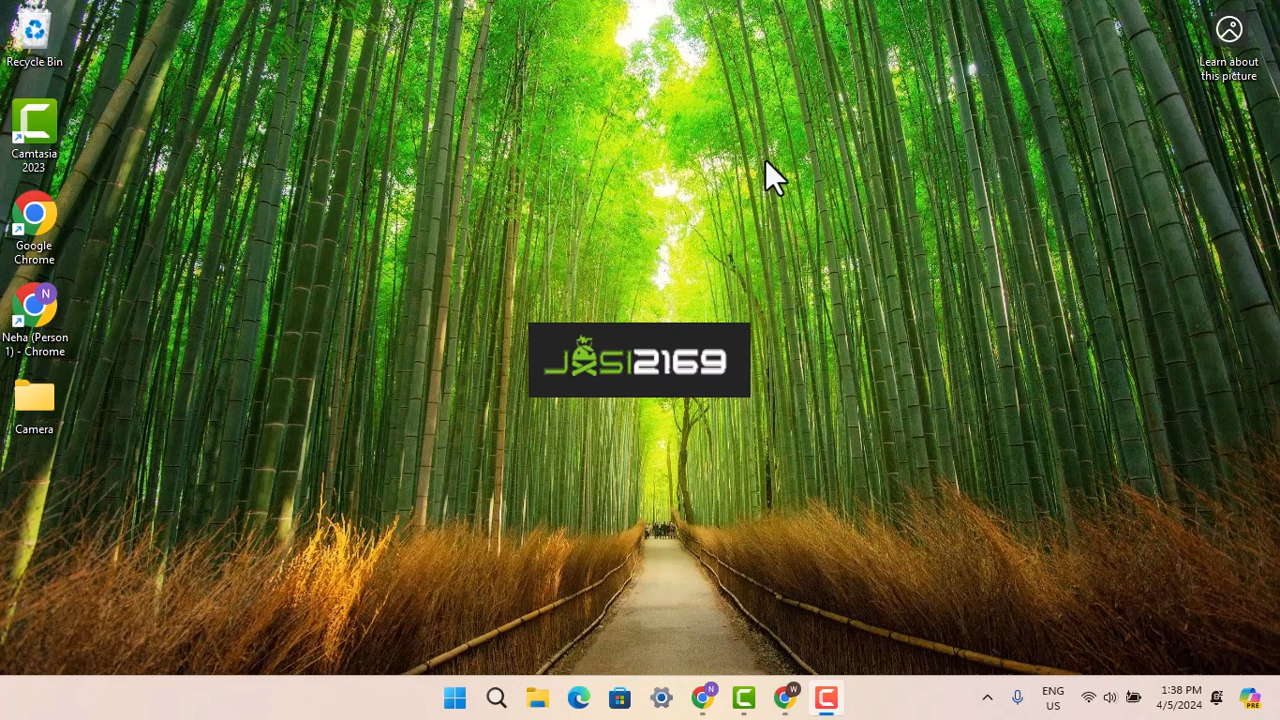 Recycle Bin
Learn about
this picture
Camtasia
2023
Google
Chrome
N
Neha (Person
1) - Chrome
JOSI2169
Camera
N
W
ENG
US
1:38 PM
4/5/2024
PRE